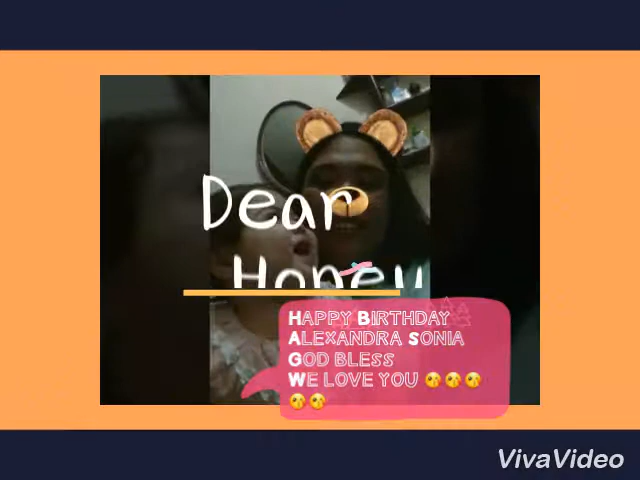 Dear
Honey
HAPPY BIRTHDAY
ALEXANDRA SONIA
GOD BLESS
WE LOVE YOU 😘😘😘
😘😘
VivaVideo